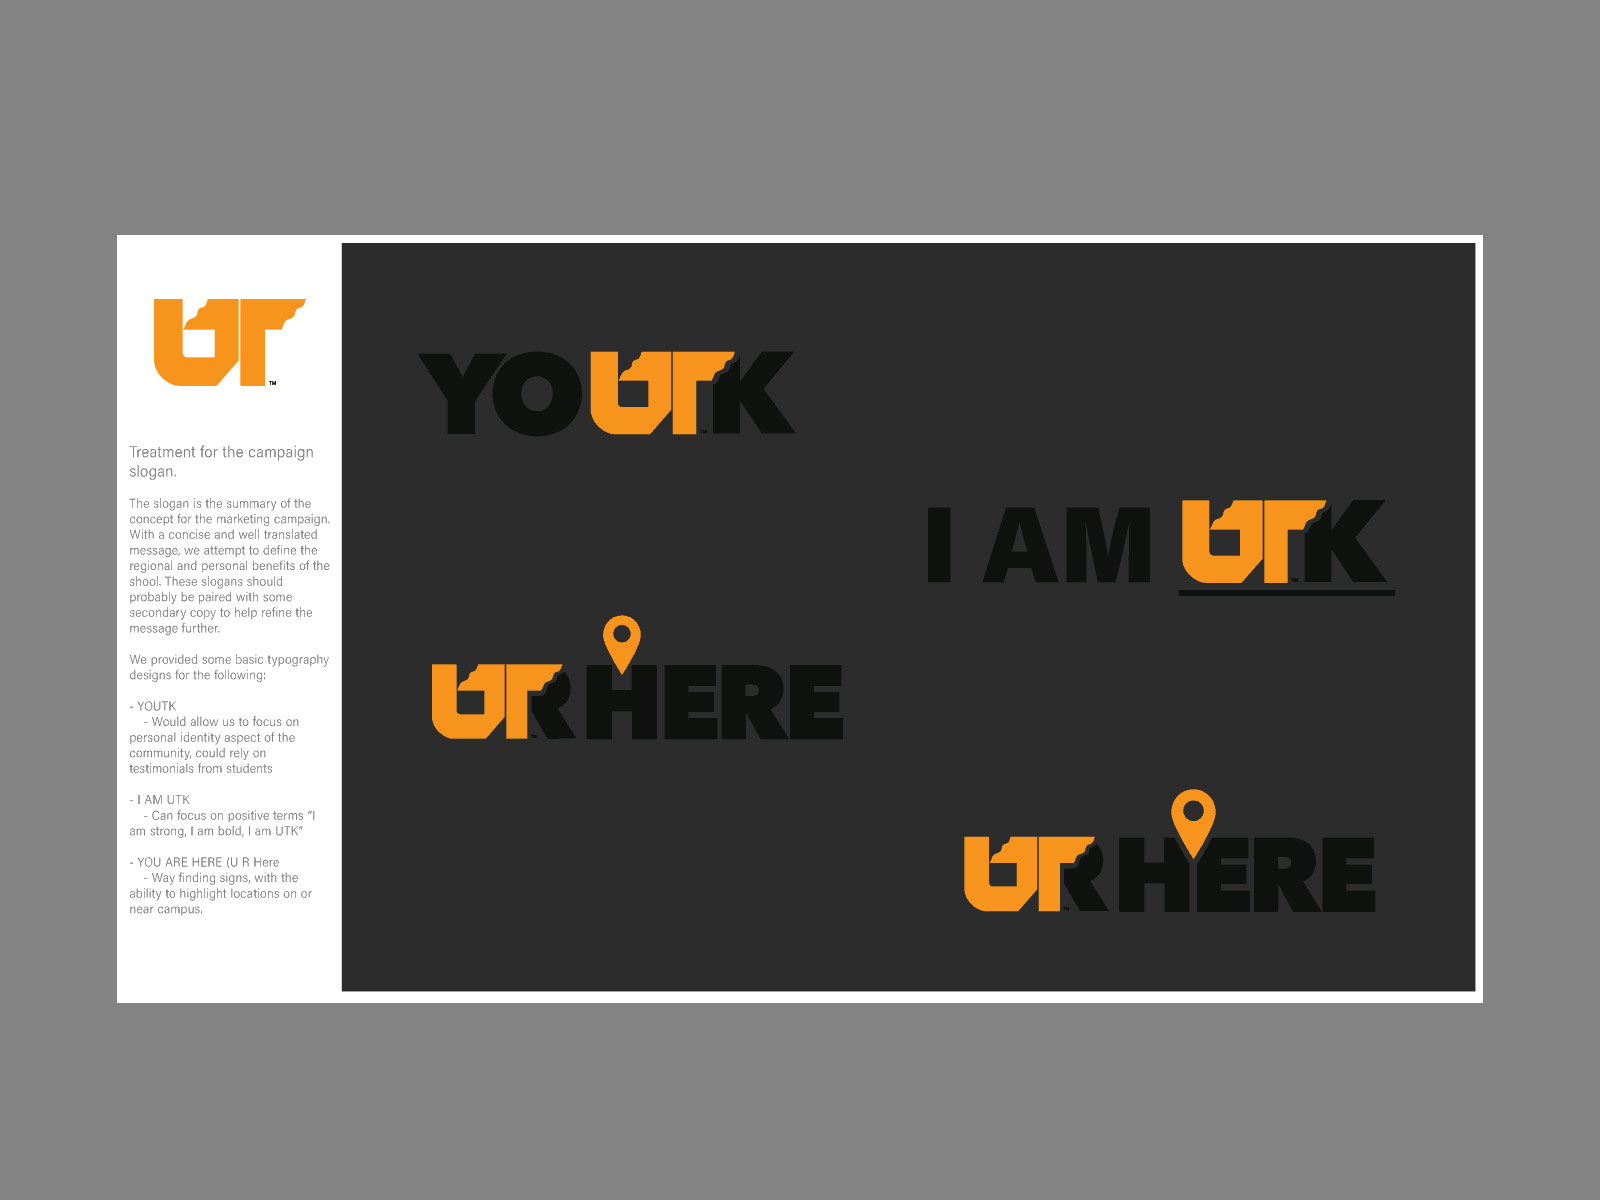 UT™
Treatment for the campaign
slogan.
The slogan is the summary of the
concept for the marketing campaign.
With a concise and well translated
message, we attempt to define the
regional and personal benefits of the
shool. These slogans should
probably be paired with some
secondary copy to help refine the
message further.
We provided some basic typography
designs for the following:
- YOUTK
- Would allow us to focus on
personal identity aspect of the
community, could rely on
testimonials from students
- I AM UTK
- Can focus on positive terms “I
am strong, I am bold, I am UTK”
- YOU ARE HERE (U R Here
- Way finding signs, with the
ability to highlight locations on or
near campus.
YOUTK™
I AM UTK™
UTR™ HERE
UTR™ HERE